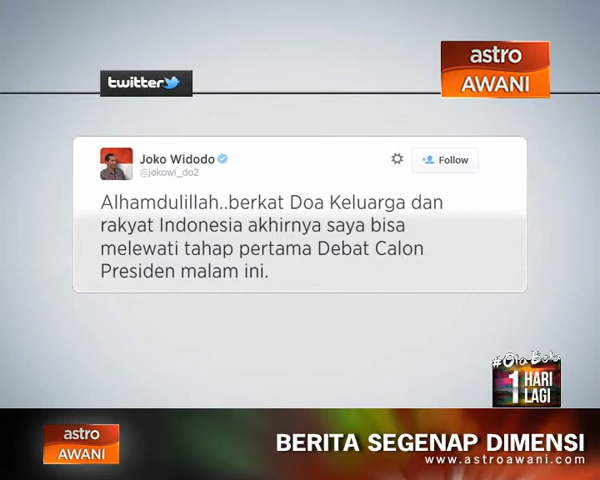 astro
AWANI
twitter
Joko Widodo
@jokowi_do2
Follow
Alhamdulillah..berkat Doa Keluarga dan
rakyat Indonesia akhirnya saya bisa
melewati tahap pertama Debat Calon
Presiden malam ini.
#OlaBola
1 HARI
LAGI
astro
AWANI
BERITA SEGENAP DIMENSI
www.astroawani.com